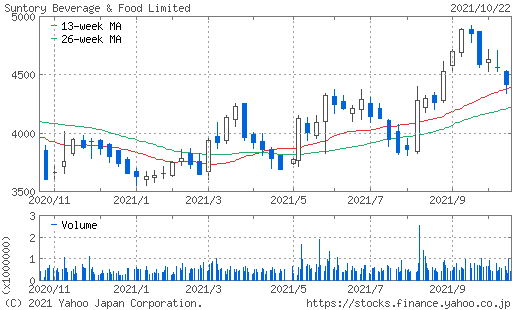 Suntory Beverage & Food Limited 2021/10/22
5000
13-week MA
26-week MA
4500
4000
3500
2020/11 2021/1 2021/3 2021/5 2021/7 2021/9
3
Volume
2
1
0
(x1000000)
2020/11 2021/1 2021/3 2021/5 2021/7 2021/9
(C) 2021 Yahoo Japan Corporation. https://stocks.finance.yahoo.co.jp/